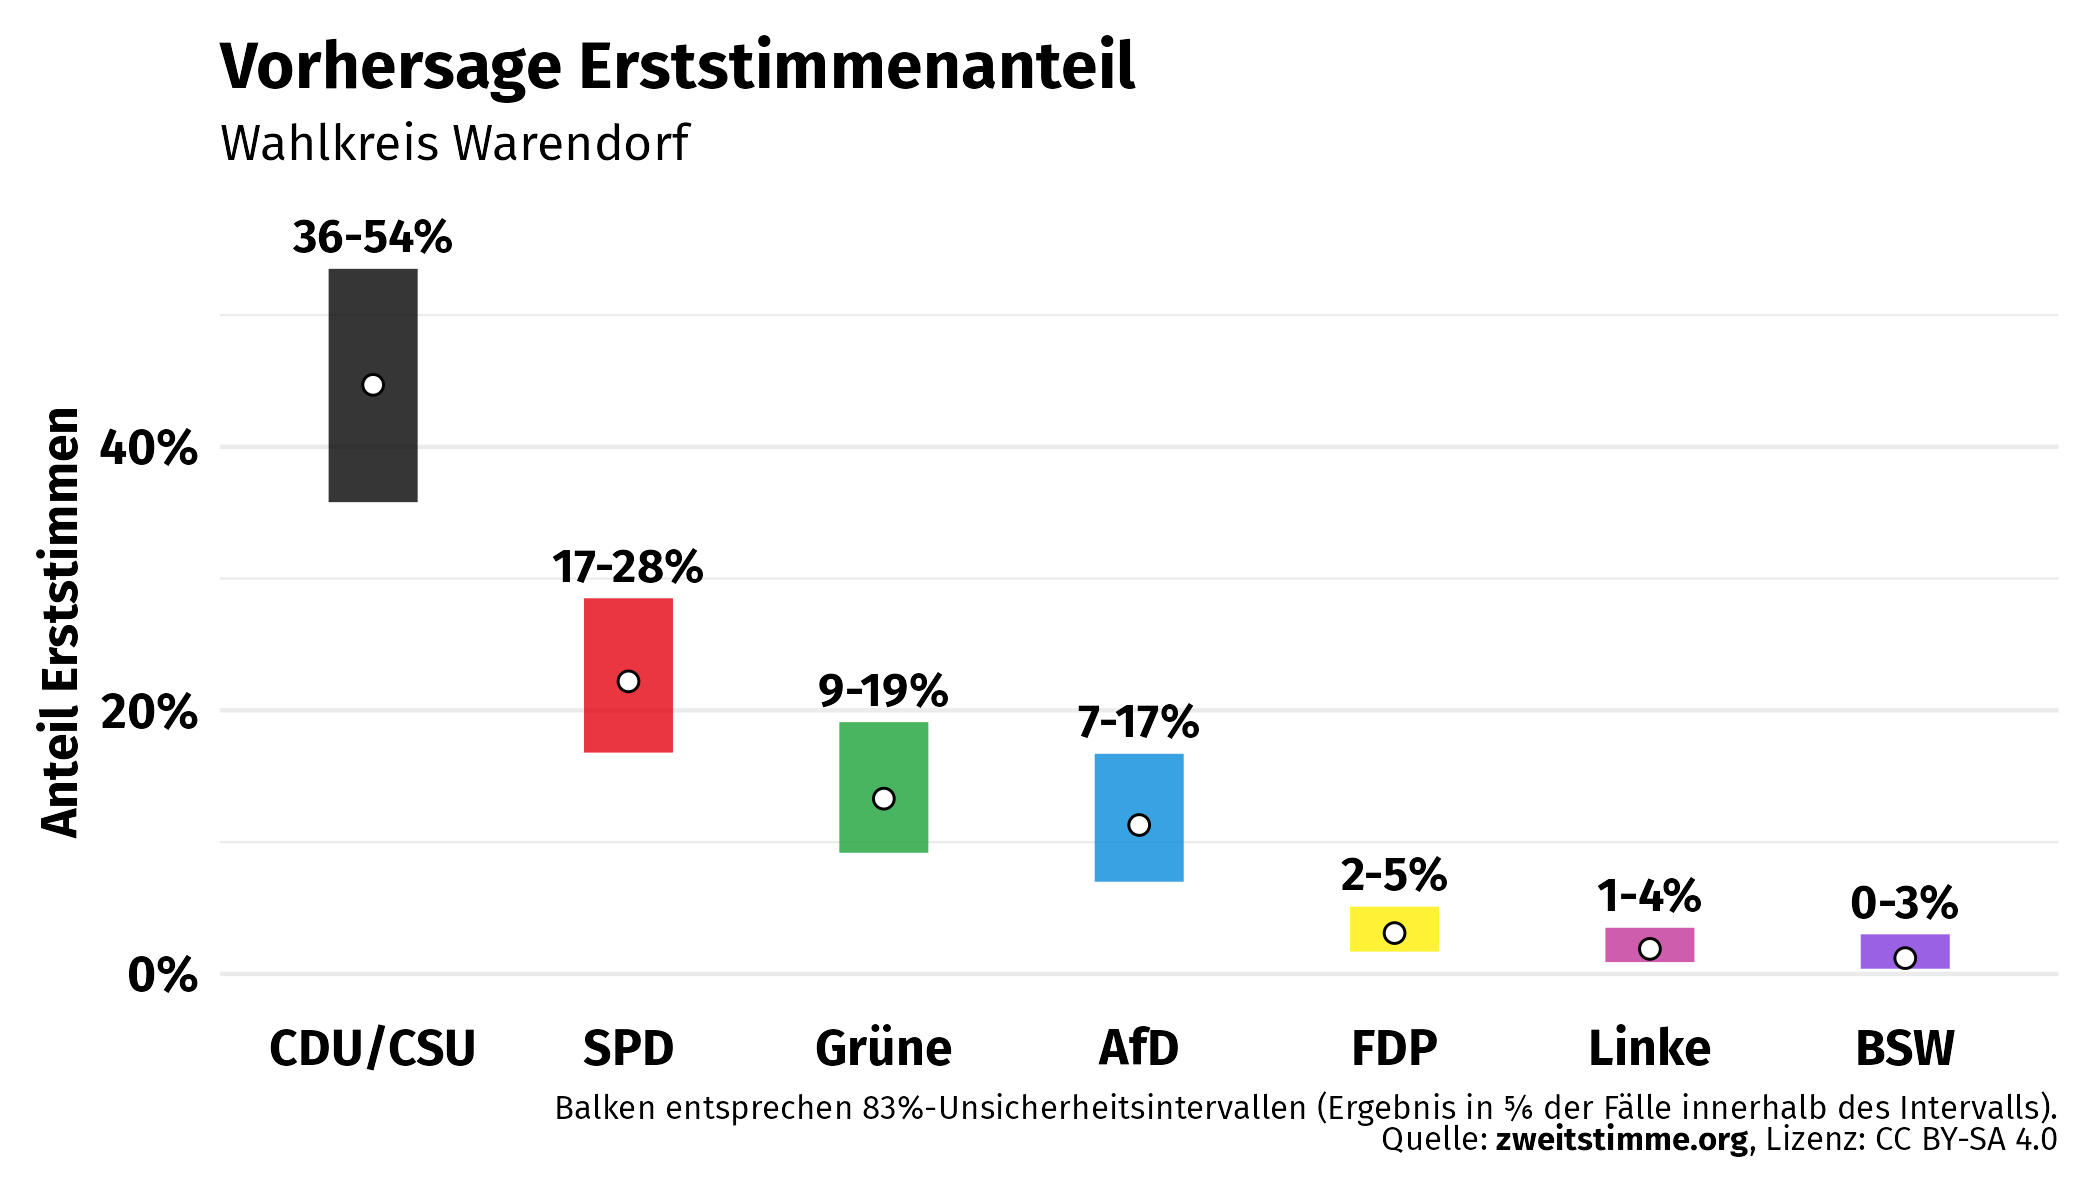 Vorhersage Erststimmenanteil
Wahlkreis Warendorf
Anteil Erststimmen
40%
20%
0%
36-54%
17-28%
9-19%
7-17%
2-5%
1-4%
0-3%
CDU/CSU SPD Grüne AfD FDP Linke BSW
Balken entsprechen 83%-Unsicherheitsintervallen (Ergebnis in ⅚ der Fälle innerhalb des Intervalls).
Quelle: zweitstimme.org, Lizenz: CC BY-SA 4.0